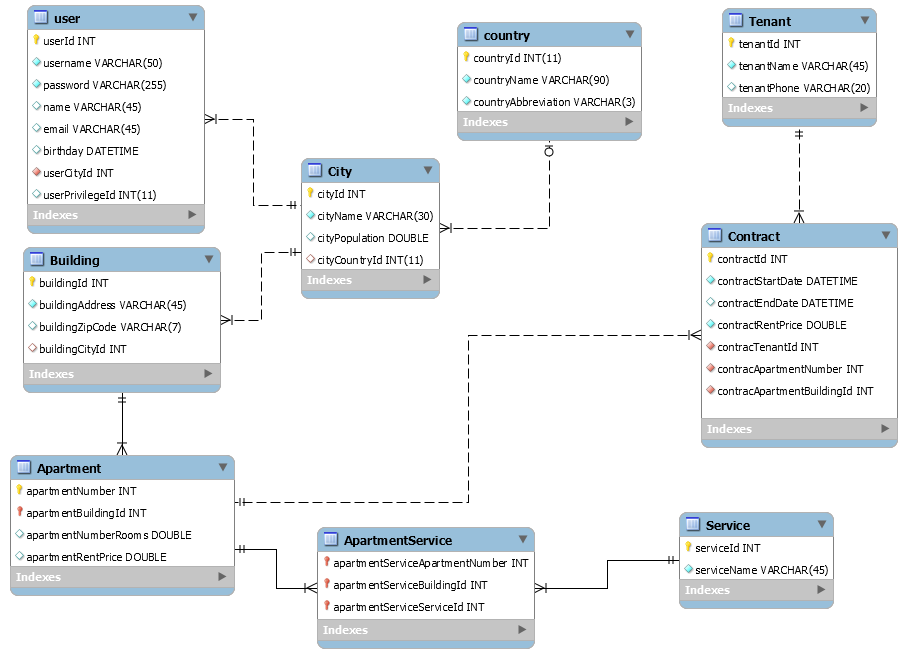 user
userId INT
username VARCHAR(50)
password VARCHAR(255)
name VARCHAR(45)
email VARCHAR(45)
birthday DATETIME
userCityId INT
userPrivilegeId INT(11)
Indexes
country
countryId INT(11)
countryName VARCHAR(90)
countryAbbreviation VARCHAR(3)
Indexes
Tenant
tenantId INT
tenantName VARCHAR(45)
tenantPhone VARCHAR(20)
Indexes
City
cityId INT
cityName VARCHAR(30)
cityPopulation DOUBLE
cityCountryId INT(11)
Indexes
Building
buildingId INT
buildingAddress VARCHAR(45)
buildingZipCode VARCHAR(7)
buildingCityId INT
Indexes
Contract
contractId INT
contractStartDate DATETIME
contractEndDate DATETIME
contractRentPrice DOUBLE
contracTenantId INT
contracApartmentNumber INT
contracApartmentBuildingId INT
Indexes
Apartment
apartmentNumber INT
apartmentBuildingId INT
apartmentNumberRooms DOUBLE
apartmentRentPrice DOUBLE
Indexes
ApartmentService
apartmentServiceApartmentNumber INT
apartmentServiceBuildingId INT
apartmentServiceServiceId INT
Indexes
Service
serviceId INT
serviceName VARCHAR(45)
Indexes